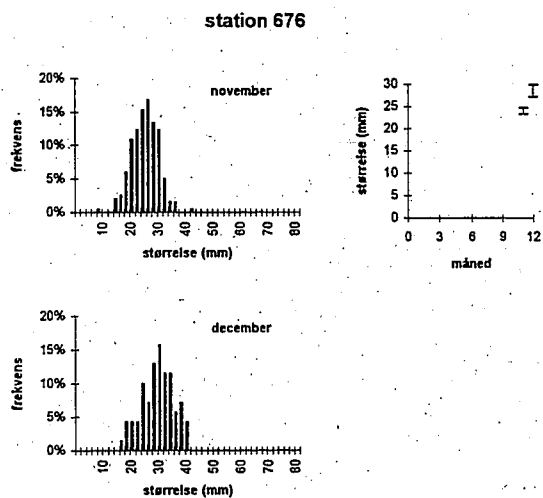 station 676
november
20%
15%
10%
5%
0%
frekvens
10 20 30 40 50 60 70 80
størrelse (mm)
30
25
20
15
10
5
0
størrelse (mm)
0 3 6 9 12
måned
december
20%
15%
10%
5%
0%
frekvens
10 20 30 40 50 60 70 80
størrelse (mm)